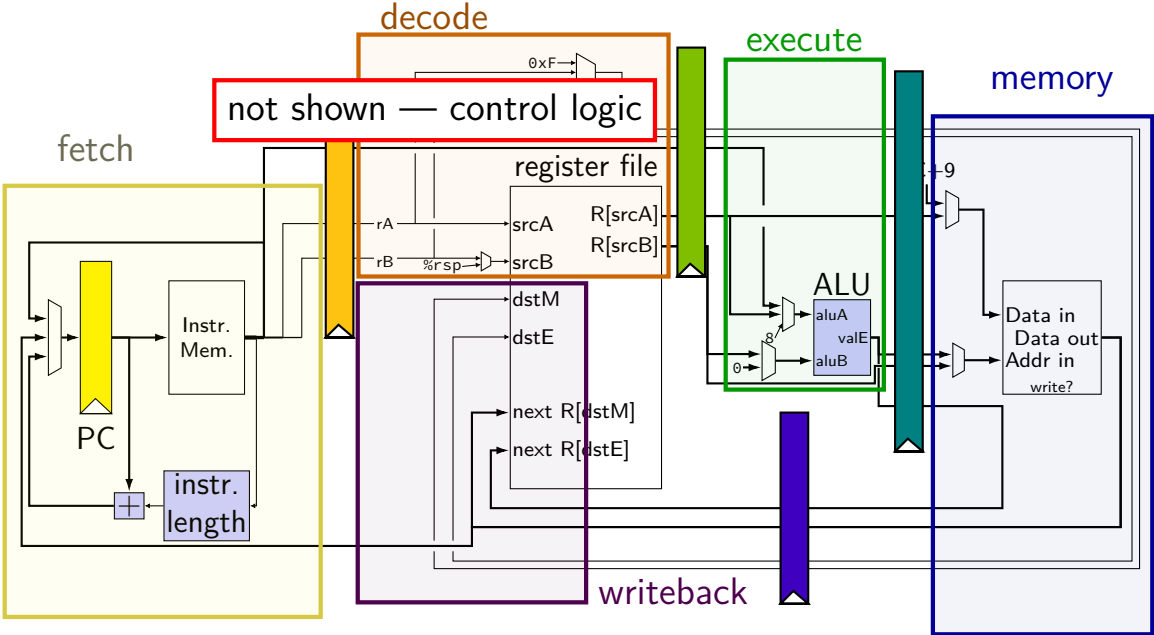 decode
execute
memory
fetch
writeback
0xF
not shown — control logic
register file
rA
rB
%rsp
srcA
srcB
R[srcA]
R[srcB]
dstM
dstE
next R[dstM]
next R[dstE]
PC
Instr.
Mem.
instr.
length
+
ALU
aluA
valE
aluB
8
0
+9
Data in
Data out
Addr in
write?